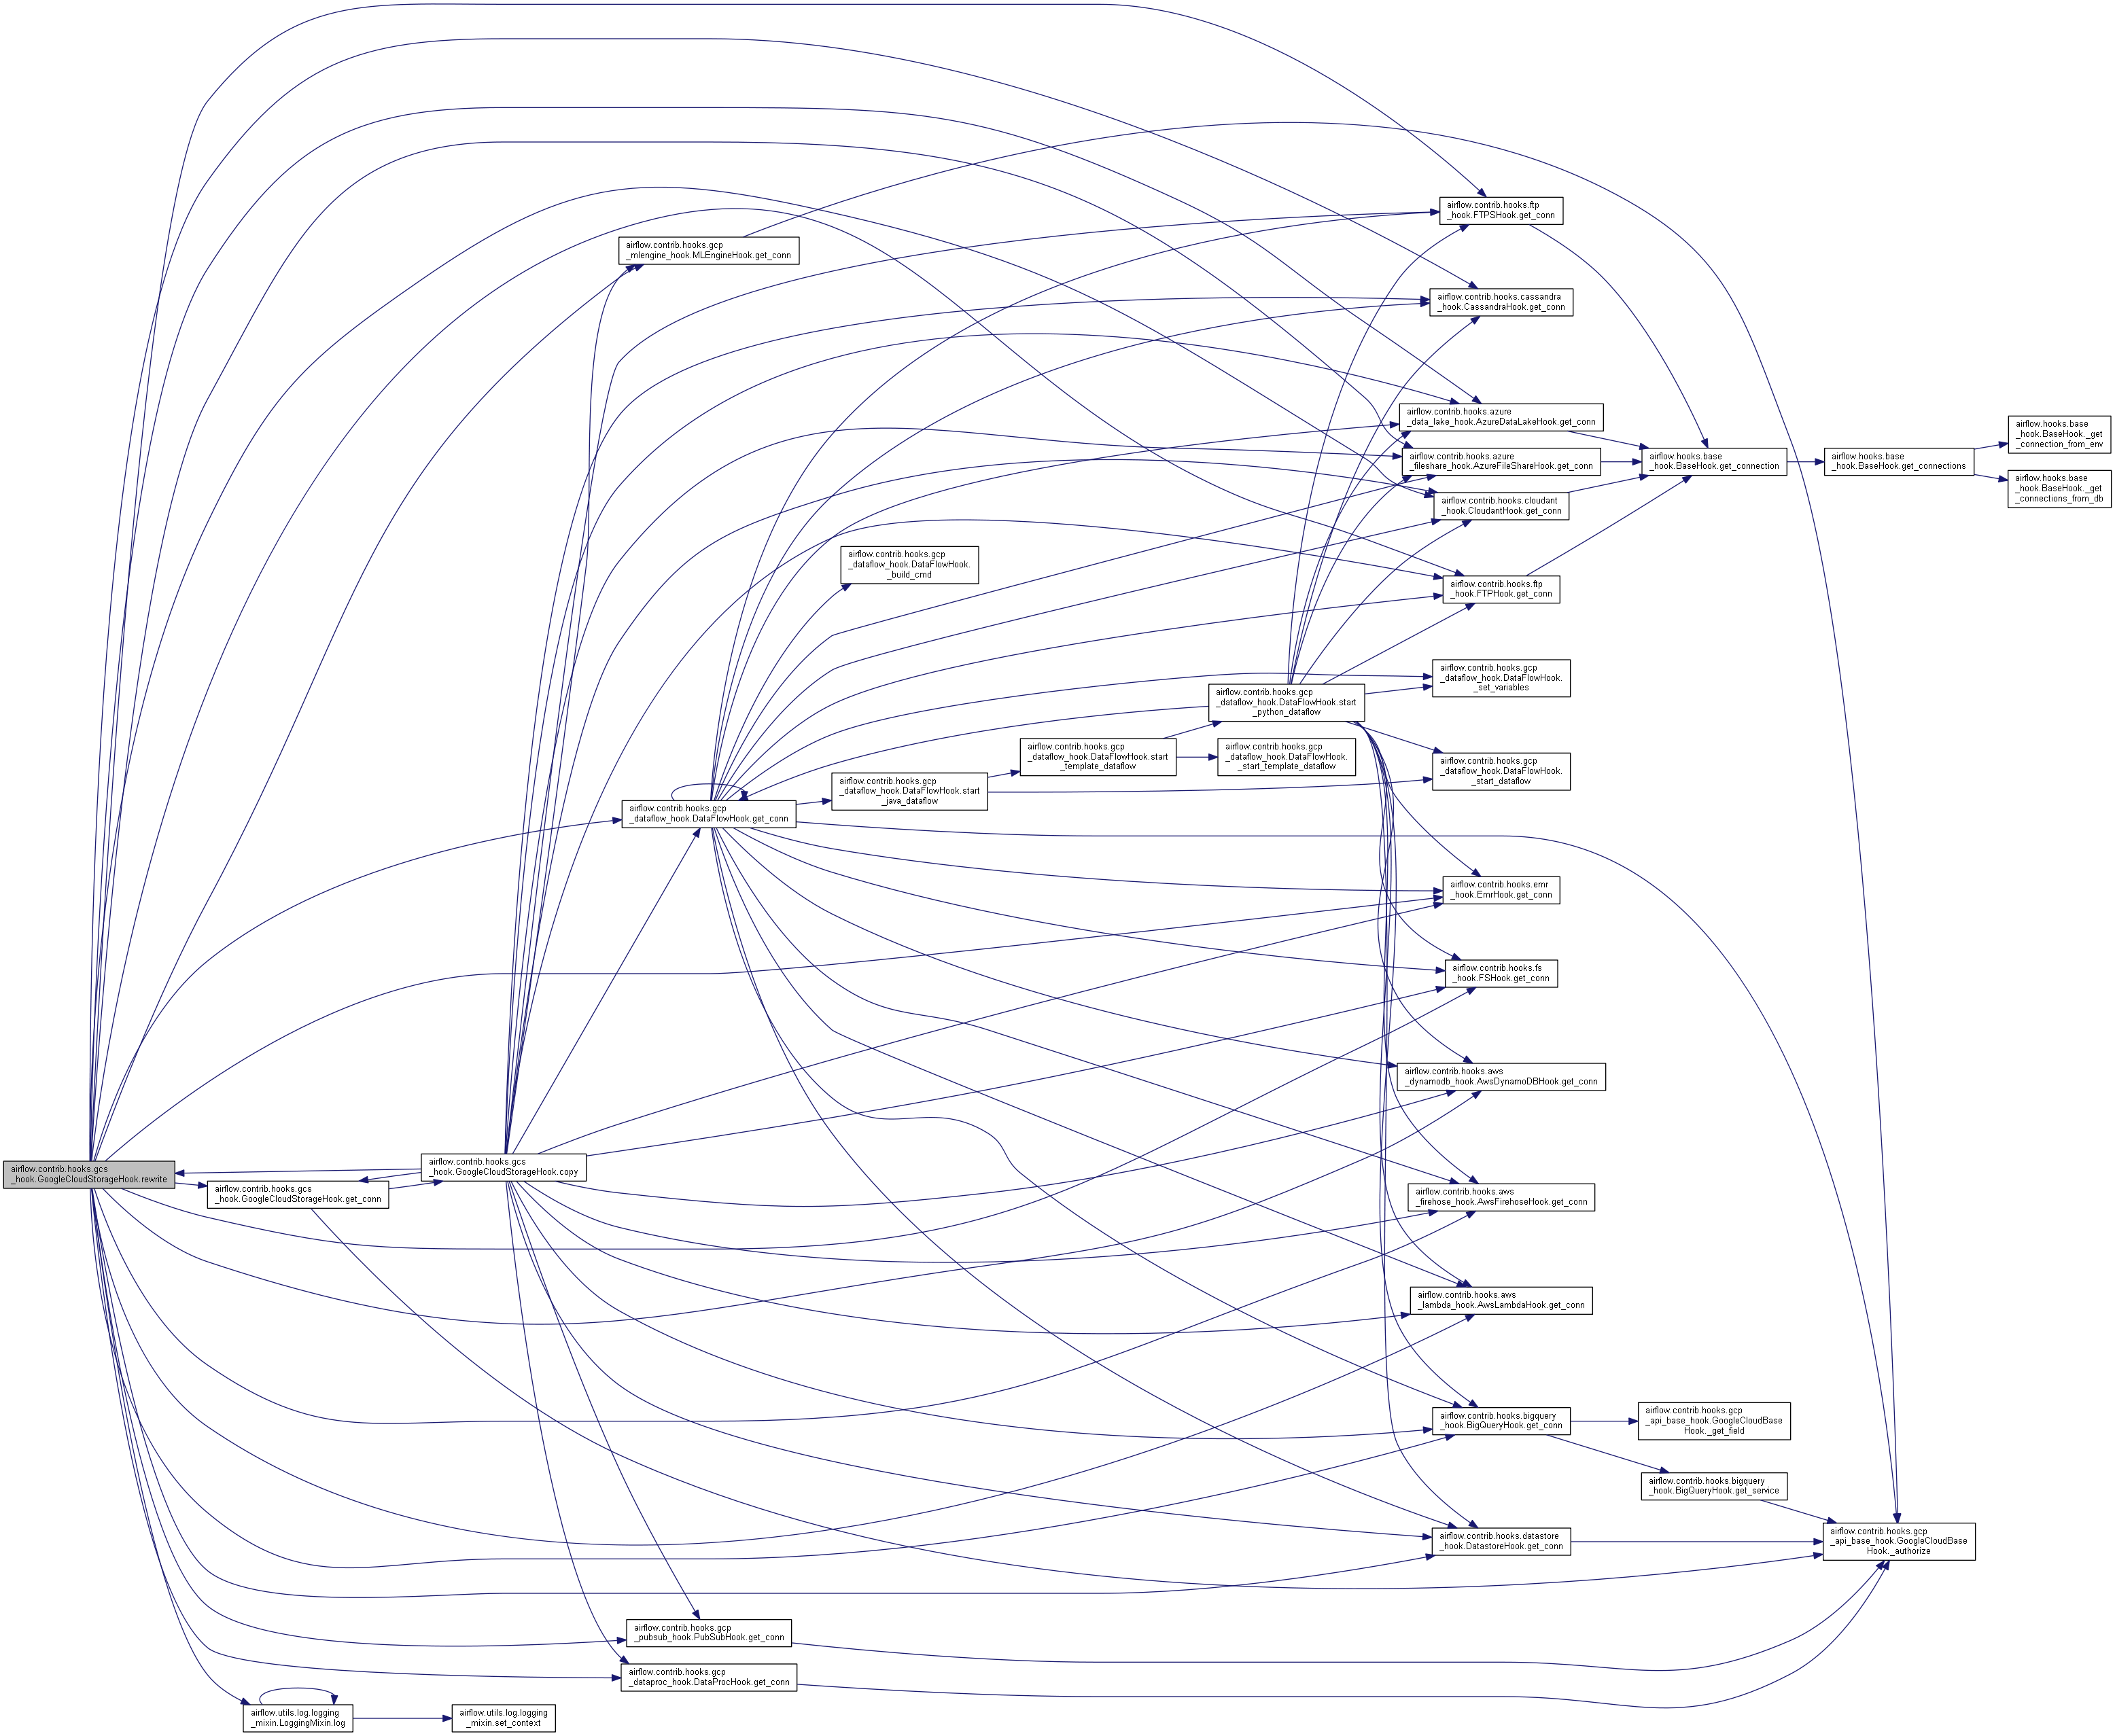 airflow.contrib.hooks.ftp
_hook.FTPSHook.get_conn
airflow.contrib.hooks.gcp
_mlengine_hook.MLEngineHook.get_conn
airflow.contrib.hooks.cassandra
_hook.CassandraHook.get_conn
airflow.contrib.hooks.azure
_data_lake_hook.AzureDataLakeHook.get_conn
airflow.hooks.base
_hook.BaseHook._get
_connection_from_env
airflow.contrib.hooks.azure
_fileshare_hook.AzureFileShareHook.get_conn
airflow.hooks.base
_hook.BaseHook.get_connection
airflow.hooks.base
_hook.BaseHook.get_connections
airflow.hooks.base
_hook.BaseHook._get
_connections_from_db
airflow.contrib.hooks.cloudant
_hook.CloudantHook.get_conn
airflow.contrib.hooks.gcp
_dataflow_hook.DataFlowHook.
_build_cmd
airflow.contrib.hooks.ftp
_hook.FTPHook.get_conn
airflow.contrib.hooks.gcp
_dataflow_hook.DataFlowHook.
_set_variables
airflow.contrib.hooks.gcp
_dataflow_hook.DataFlowHook.start
_python_dataflow
airflow.contrib.hooks.gcp
_dataflow_hook.DataFlowHook.start
_template_dataflow
airflow.contrib.hooks.gcp
_dataflow_hook.DataFlowHook.
_start_template_dataflow
airflow.contrib.hooks.gcp
_dataflow_hook.DataFlowHook.
_start_dataflow
airflow.contrib.hooks.gcp
_dataflow_hook.DataFlowHook.start
_java_dataflow
airflow.contrib.hooks.gcp
_dataflow_hook.DataFlowHook.get_conn
airflow.contrib.hooks.emr
_hook.EmrHook.get_conn
airflow.contrib.hooks.fs
_hook.FSHook.get_conn
airflow.contrib.hooks.aws
_dynamodb_hook.AwsDynamoDBHook.get_conn
airflow.contrib.hooks.gcs
_hook.GoogleCloudStorageHook.copy
airflow.contrib.hooks.gcs
_hook.GoogleCloudStorageHook.rewrite
airflow.contrib.hooks.gcs
_hook.GoogleCloudStorageHook.get_conn
airflow.contrib.hooks.aws
_firehose_hook.AwsFirehoseHook.get_conn
airflow.contrib.hooks.aws
_lambda_hook.AwsLambdaHook.get_conn
airflow.contrib.hooks.bigquery
_hook.BigQueryHook.get_conn
airflow.contrib.hooks.gcp
_api_base_hook.GoogleCloudBase
Hook._get_field
airflow.contrib.hooks.bigquery
_hook.BigQueryHook.get_service
airflow.contrib.hooks.datastore
_hook.DatastoreHook.get_conn
airflow.contrib.hooks.gcp
_api_base_hook.GoogleCloudBase
Hook._authorize
airflow.contrib.hooks.gcp
_pubsub_hook.PubSubHook.get_conn
airflow.contrib.hooks.gcp
_dataproc_hook.DataProcHook.get_conn
airflow.utils.log.logging
_mixin.LoggingMixin.log
airflow.utils.log.logging
_mixin.set_context